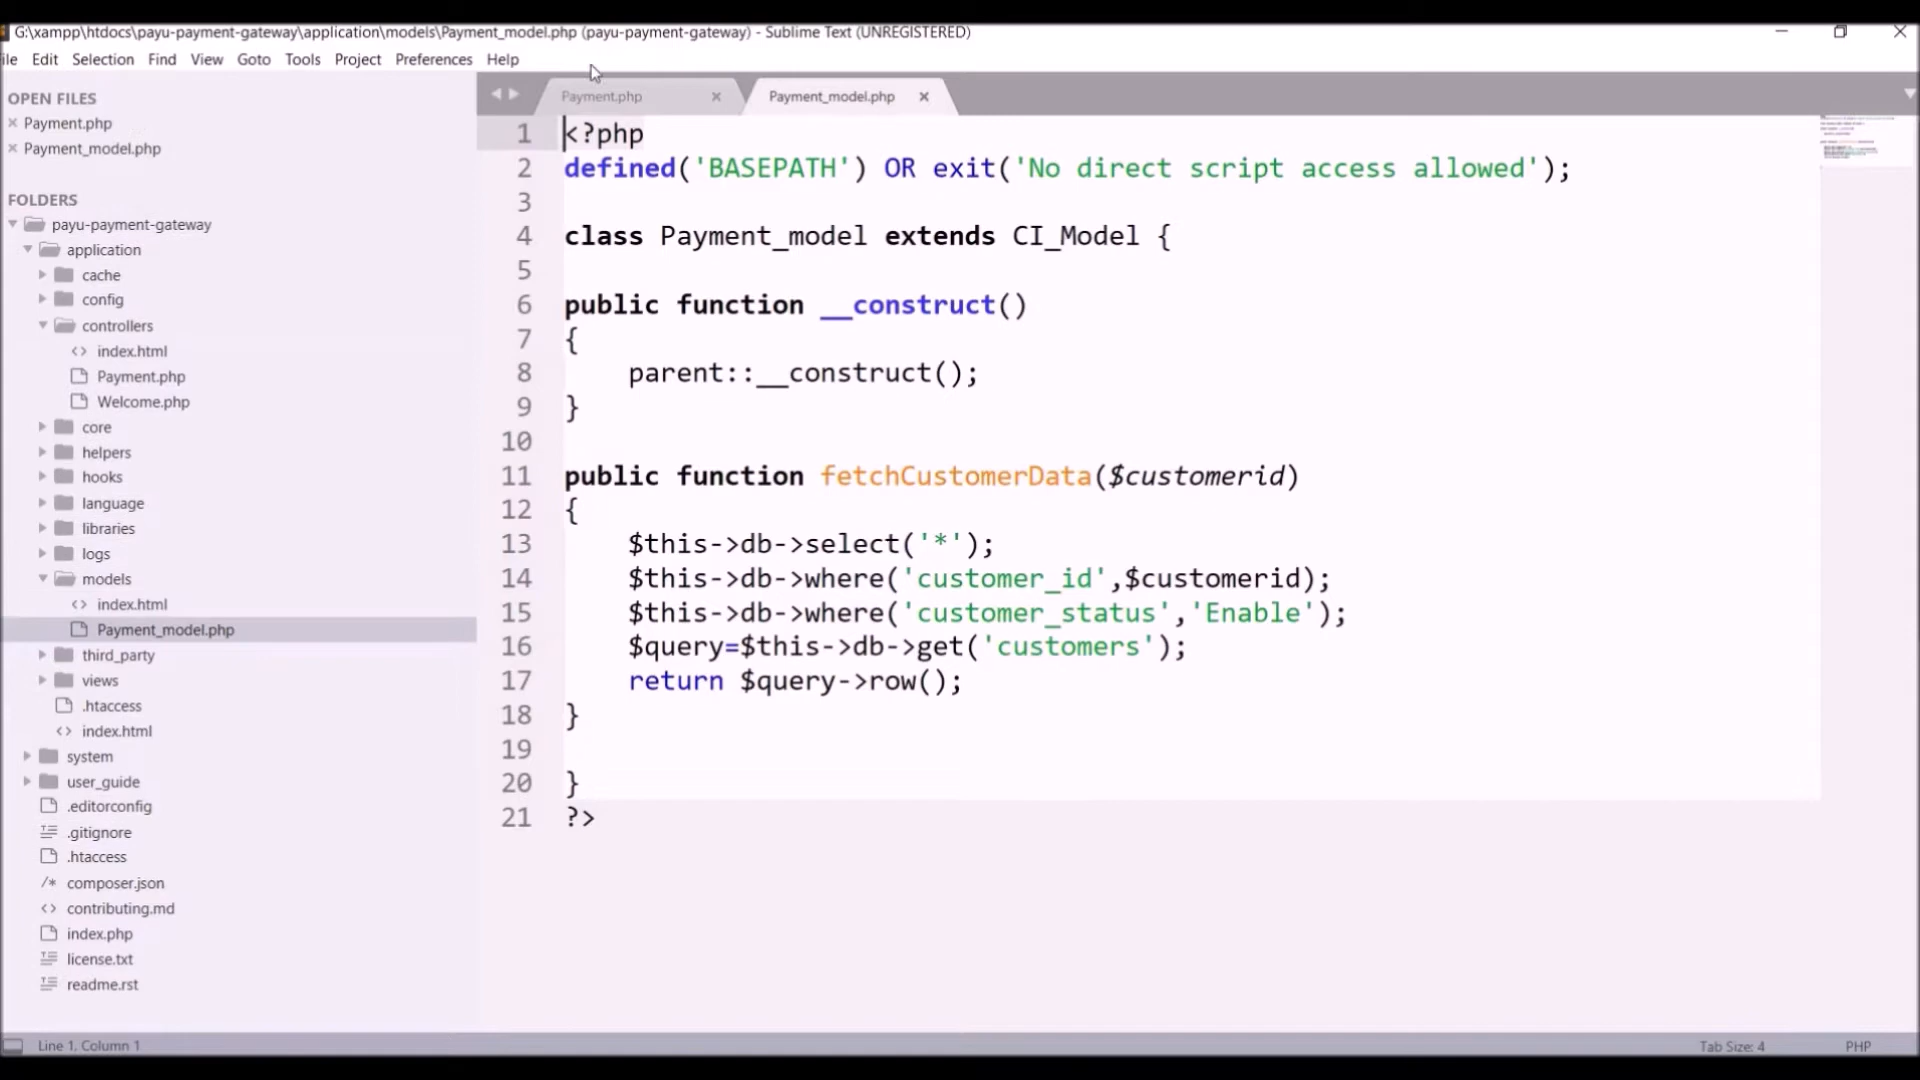 G:\xampp\htdocs\payu-payment-gateway\application\models\Payment_model.php (payu-payment-gateway) - Sublime Text (UNREGISTERED)
ile Edit Selection Find View Goto Tools Project Preferences Help
OPEN FILES
Payment.php
Payment_model.php
FOLDERS
payu-payment-gateway
application
cache
config
controllers
index.html
Payment.php
Welcome.php
core
helpers
hooks
language
libraries
logs
models
index.html
Payment_model.php
third_party
views
.htaccess
index.html
system
user_guide
.editorconfig
.gitignore
.htaccess
composer.json
contributing.md
index.php
license.txt
readme.rst
Payment.php Payment_model.php
1 <?php
2 defined('BASEPATH') OR exit('No direct script access allowed');
3
4 class Payment_model extends CI_Model {
5
6 public function __construct()
7 {
8 parent::__construct();
9 }
10
11 public function fetchCustomerData($customerid)
12 {
13 $this->db->select('*');
14 $this->db->where('customer_id',$customerid);
15 $this->db->where('customer_status','Enable');
16 $query=$this->db->get('customers');
17 return $query->row();
18 }
19
20 }
21 ?>
Line 1, Column 1 Tab Size: 4 PHP